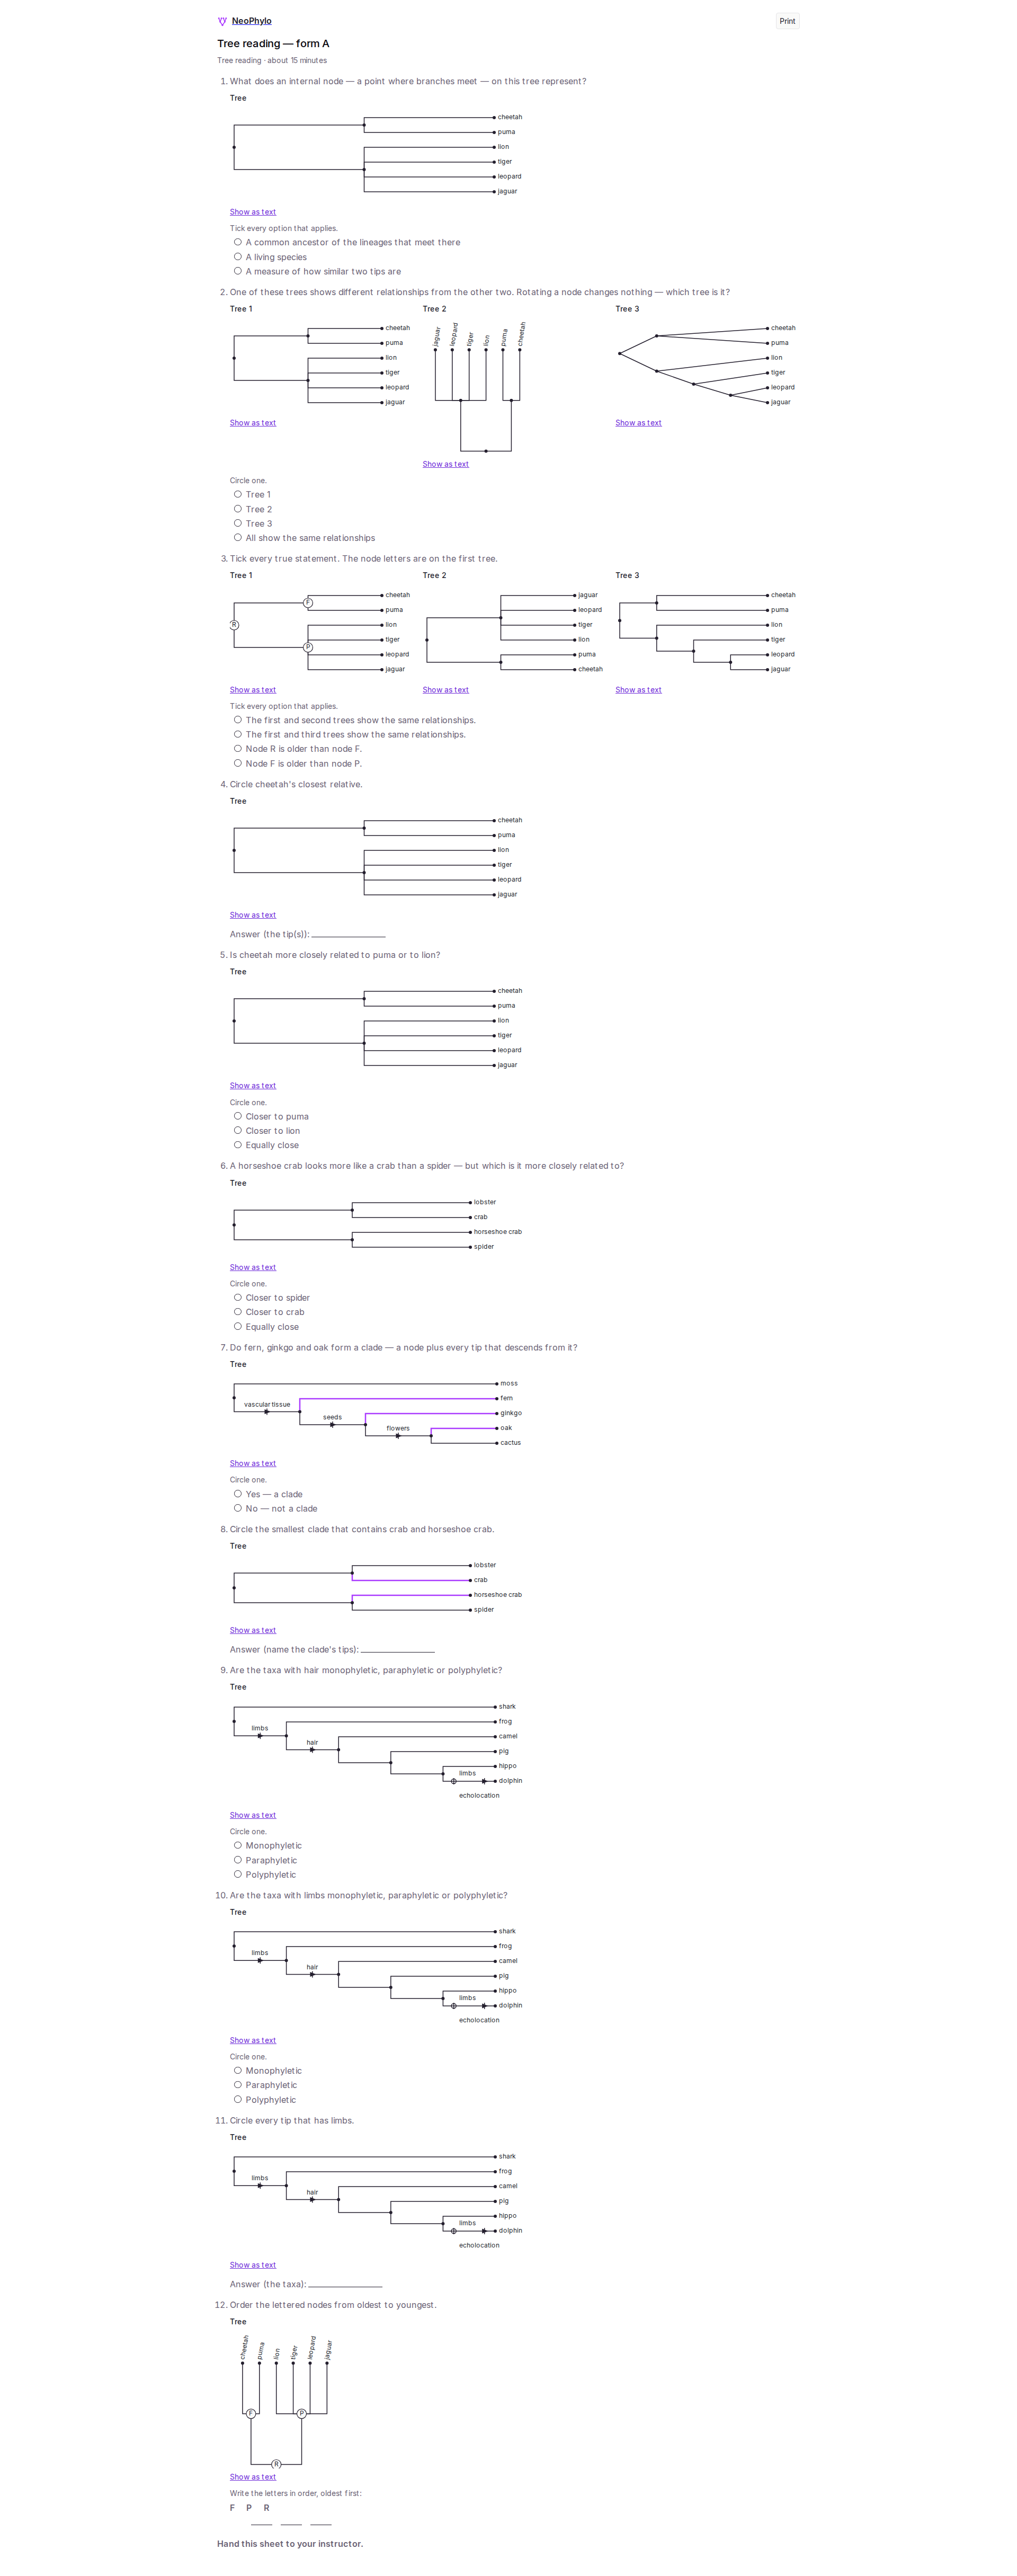 NeoPhylo
Print
Tree reading — form A
Tree reading · about 15 minutes
1. What does an internal node — a point where branches meet — on this tree represent?
Tree
cheetah
puma
lion
tiger
leopard
jaguar
Show as text
Tick every option that applies.
A common ancestor of the lineages that meet there
A living species
A measure of how similar two tips are
2. One of these trees shows different relationships from the other two. Rotating a node changes nothing — which tree is it?
Tree 1
cheetah
puma
lion
tiger
leopard
jaguar
Show as text
Tree 2
jaguar
leopard
tiger
lion
puma
cheetah
Show as text
Tree 3
cheetah
puma
lion
tiger
leopard
jaguar
Show as text
Circle one.
Tree 1
Tree 2
Tree 3
All show the same relationships
3. Tick every true statement. The node letters are on the first tree.
Tree 1
F
R
P
cheetah
puma
lion
tiger
leopard
jaguar
Show as text
Tree 2
jaguar
leopard
tiger
lion
puma
cheetah
Show as text
Tree 3
cheetah
puma
lion
tiger
leopard
jaguar
Show as text
Tick every option that applies.
The first and second trees show the same relationships.
The first and third trees show the same relationships.
Node R is older than node F.
Node F is older than node P.
4. Circle cheetah's closest relative.
Tree
cheetah
puma
lion
tiger
leopard
jaguar
Show as text
Answer (the tip(s)):
5. Is cheetah more closely related to puma or to lion?
Tree
cheetah
puma
lion
tiger
leopard
jaguar
Show as text
Circle one.
Closer to puma
Closer to lion
Equally close
6. A horseshoe crab looks more like a crab than a spider — but which is it more closely related to?
Tree
lobster
crab
horseshoe crab
spider
Show as text
Circle one.
Closer to spider
Closer to crab
Equally close
7. Do fern, ginkgo and oak form a clade — a node plus every tip that descends from it?
Tree
moss
fern
vascular tissue
ginkgo
seeds
oak
flowers
cactus
Show as text
Circle one.
Yes — a clade
No — not a clade
8. Circle the smallest clade that contains crab and horseshoe crab.
Tree
lobster
crab
horseshoe crab
spider
Show as text
Answer (name the clade's tips):
9. Are the taxa with hair monophyletic, paraphyletic or polyphyletic?
Tree
shark
frog
limbs
camel
hair
pig
hippo
limbs
dolphin
echolocation
Show as text
Circle one.
Monophyletic
Paraphyletic
Polyphyletic
10. Are the taxa with limbs monophyletic, paraphyletic or polyphyletic?
Tree
shark
frog
limbs
camel
hair
pig
hippo
limbs
dolphin
echolocation
Show as text
Circle one.
Monophyletic
Paraphyletic
Polyphyletic
11. Circle every tip that has limbs.
Tree
shark
frog
limbs
camel
hair
pig
hippo
limbs
dolphin
echolocation
Show as text
Answer (the taxa):
12. Order the lettered nodes from oldest to youngest.
Tree
cheetah
puma
lion
tiger
leopard
jaguar
F
P
R
Show as text
Write the letters in order, oldest first:
F P R
Hand this sheet to your instructor.